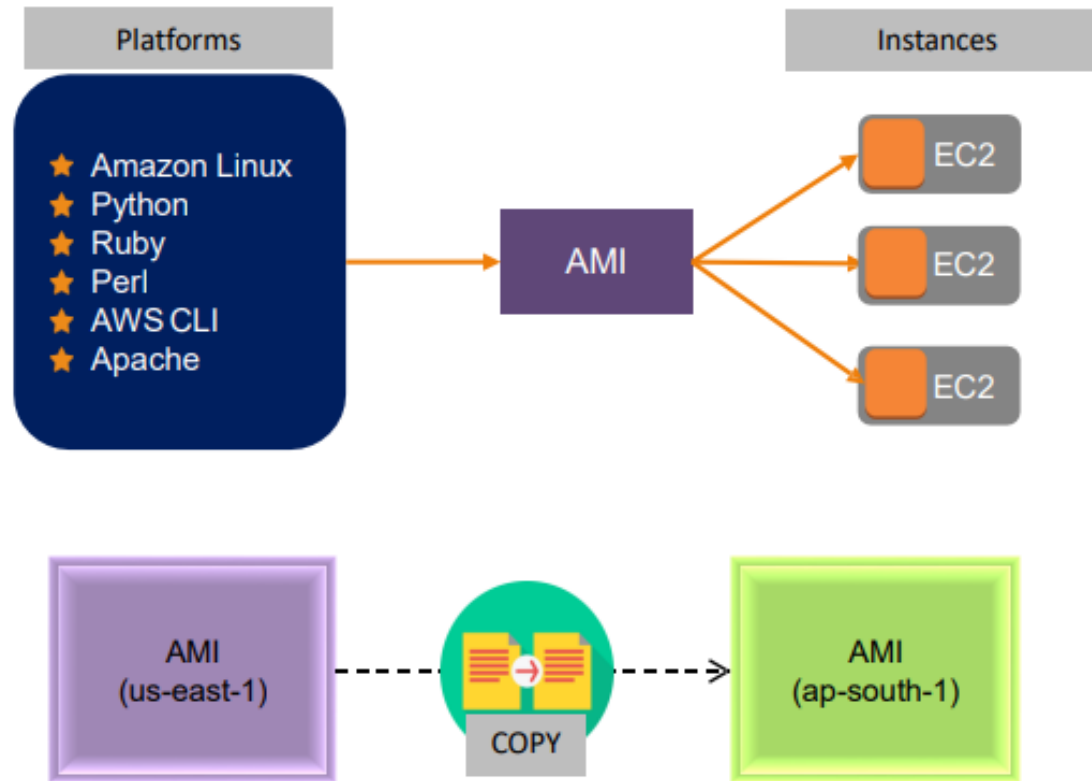 Platforms
Instances
Amazon Linux
Python
Ruby
Perl
AWS CLI
Apache
AMI
EC2
EC2
EC2
AMI
(us-east-1)
COPY
AMI
(ap-south-1)